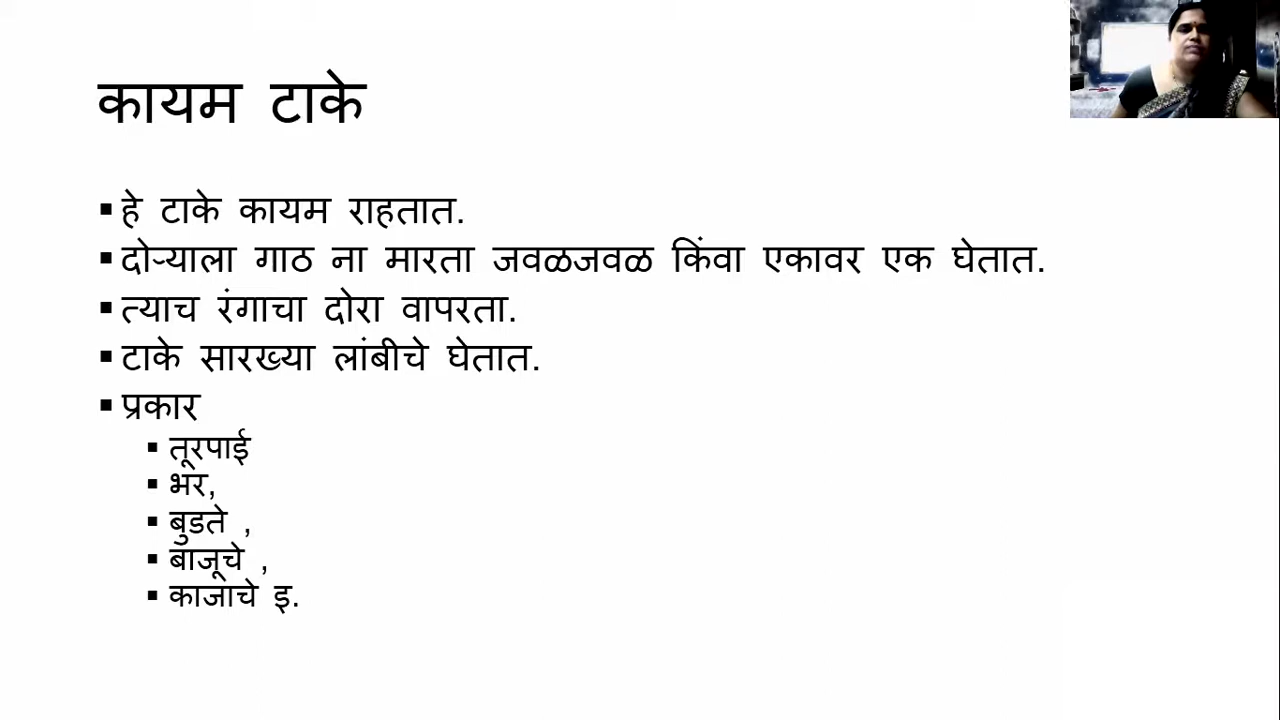 कायम टाके
हे टाके कायम राहतात.
दोऱ्याला गाठ ना मारता जवळजवळ किंवा एकावर एक घेतात.
त्याच रंगाचा दोरा वापरता.
टाके सारख्या लांबीचे घेतात.
प्रकार
तूरपाई
भर,
बुडते ,
बाजूचे ,
काजाचे इ.